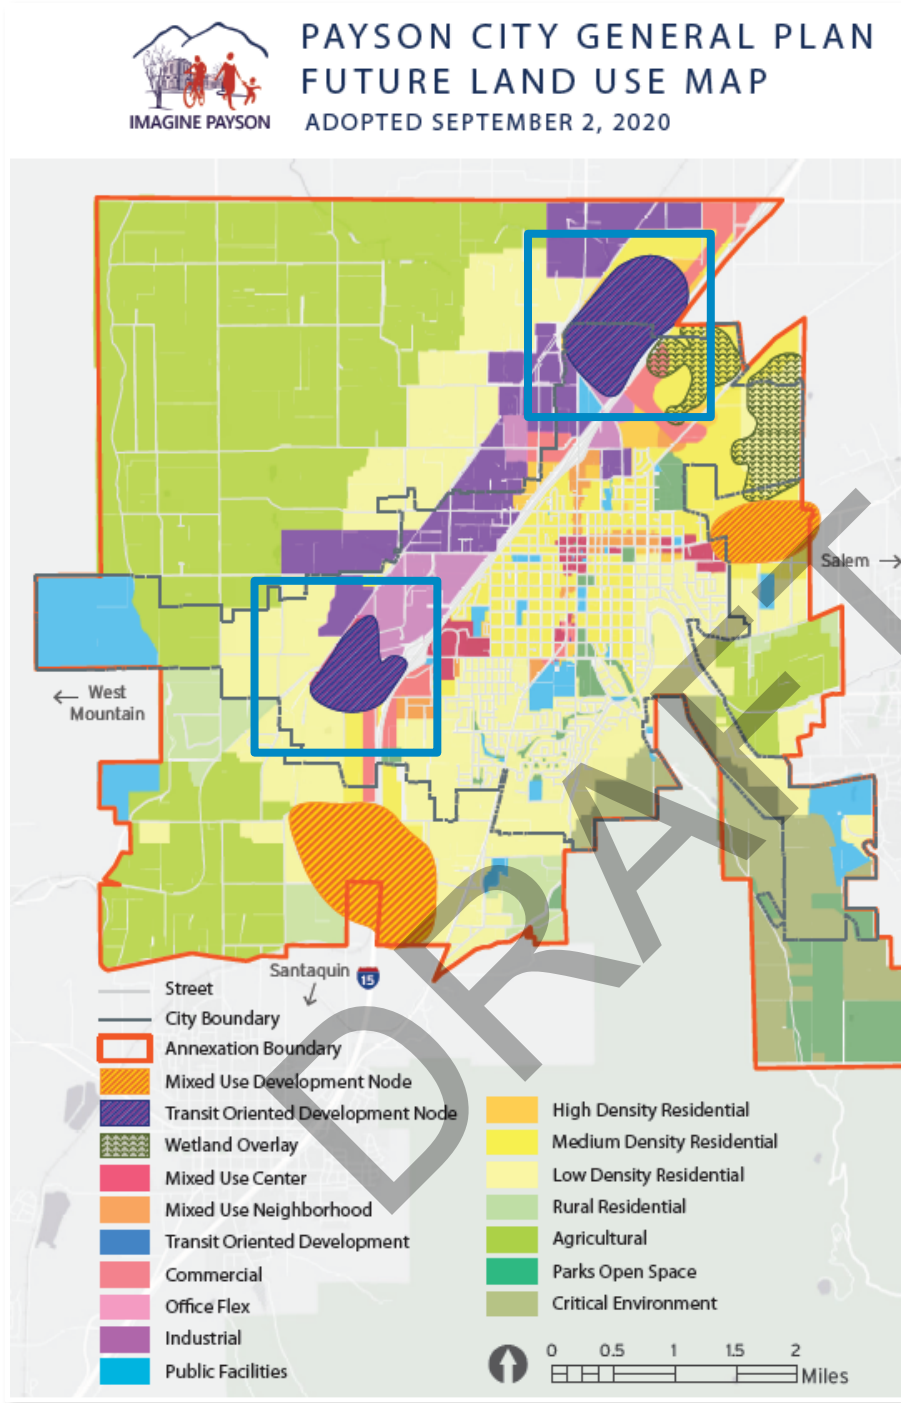 PAYSON CITY GENERAL PLAN
FUTURE LAND USE MAP
ADOPTED SEPTEMBER 2, 2020
IMAGINE PAYSON
Salem →
← West
Mountain
DRAFT
Santaquin
↓
15
Street
City Boundary
Annexation Boundary
Mixed Use Development Node
Transit Oriented Development Node
Wetland Overlay
Mixed Use Center
Mixed Use Neighborhood
Transit Oriented Development
Commercial
Office Flex
Industrial
Public Facilities
High Density Residential
Medium Density Residential
Low Density Residential
Rural Residential
Agricultural
Parks Open Space
Critical Environment
0 0.5 1 1.5 2
Miles